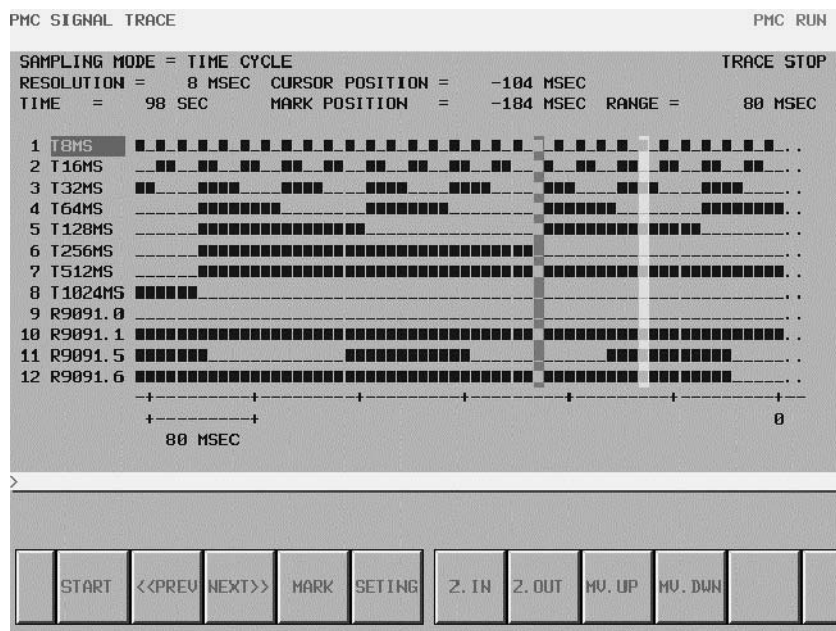 PMC SIGNAL TRACE PMC RUN
SAMPLING MODE = TIME CYCLE TRACE STOP
RESOLUTION = 8 MSEC CURSOR POSITION = -104 MSEC
TIME = 98 SEC MARK POSITION = -184 MSEC RANGE = 80 MSEC
1 T8MS
2 T16MS
3 T32MS
4 T64MS
5 T128MS
6 T256MS
7 T512MS
8 T1024MS
9 R9091.0
10 R9091.1
11 R9091.5
12 R9091.6
0
80 MSEC
>
START <<PREV NEXT>> MARK SETING Z.IN Z.OUT MV.UP MV.DWN